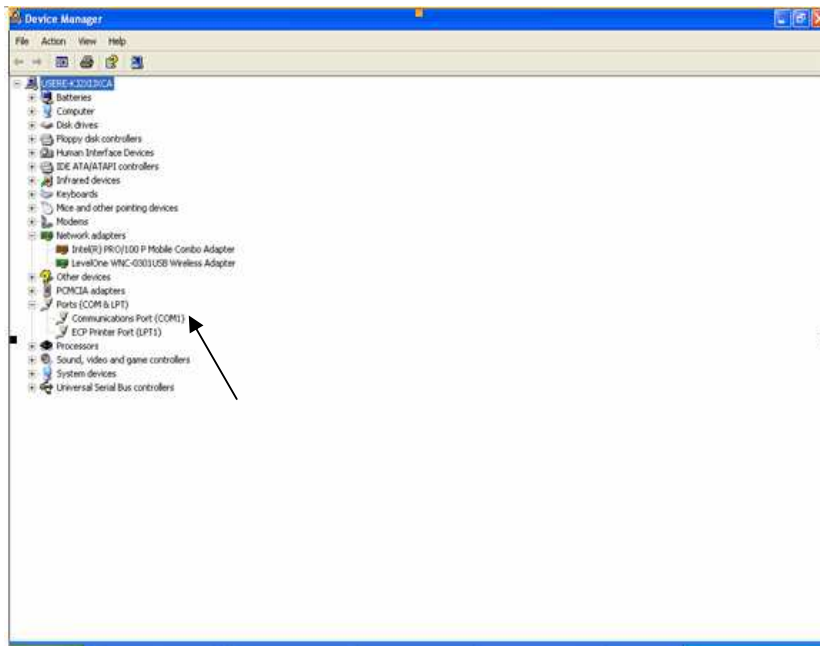 Device Manager
File Action View Help
Batteries
Computer
Disk drives
Floppy disk controllers
Human Interface Devices
IDE ATA/ATAPI controllers
Infrared devices
Keyboards
Mice and other pointing devices
Modems
Network adapters
Intel(R) PRO/100 P Mobile Combo Adapter
LevelOne WNC-0301USB Wireless Adapter
Other devices
PCMCIA adapters
Ports (COM & LPT)
Communications Port (COM1)
ECP Printer Port (LPT1)
Processors
Sound, video and game controllers
System devices
Universal Serial Bus controllers